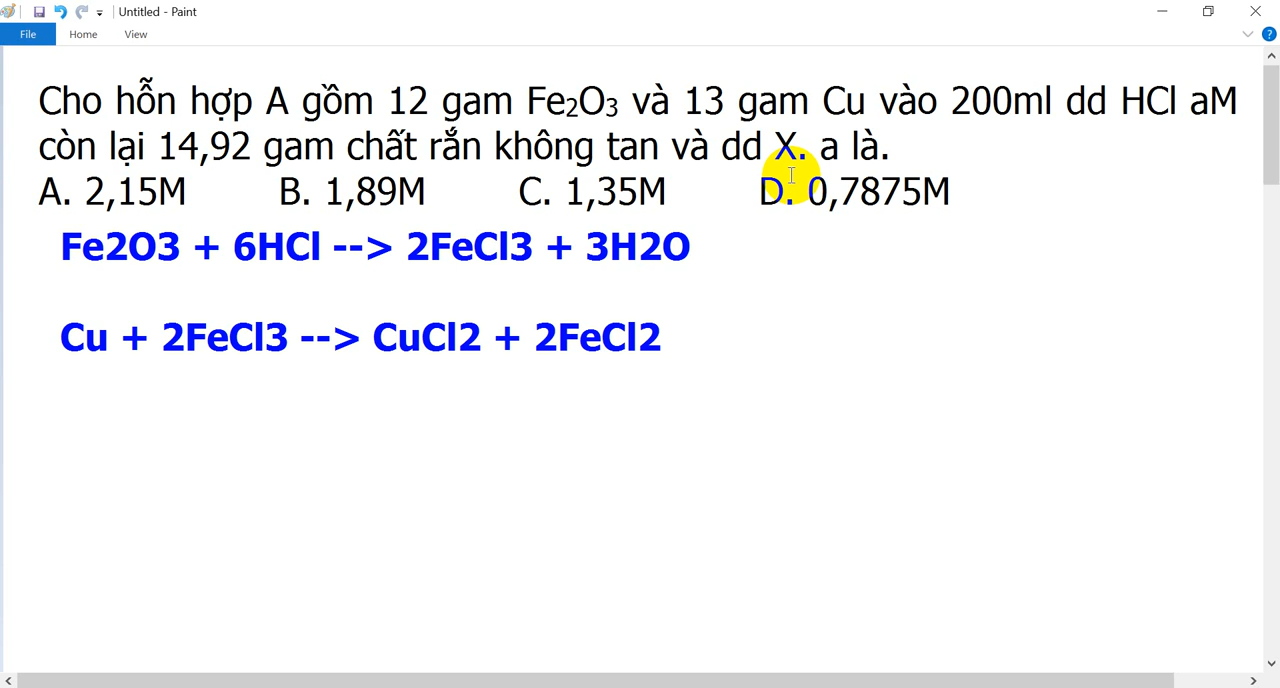 Untitled - Paint
File Home View
Cho hỗn hợp A gồm 12 gam Fe2O3 và 13 gam Cu vào 200ml dd HCl aM
còn lại 14,92 gam chất rắn không tan và dd X. a là.
A. 2,15M B. 1,89M C. 1,35M D. 0,7875M
Fe2O3 + 6HCl --> 2FeCl3 + 3H2O
Cu + 2FeCl3 --> CuCl2 + 2FeCl2